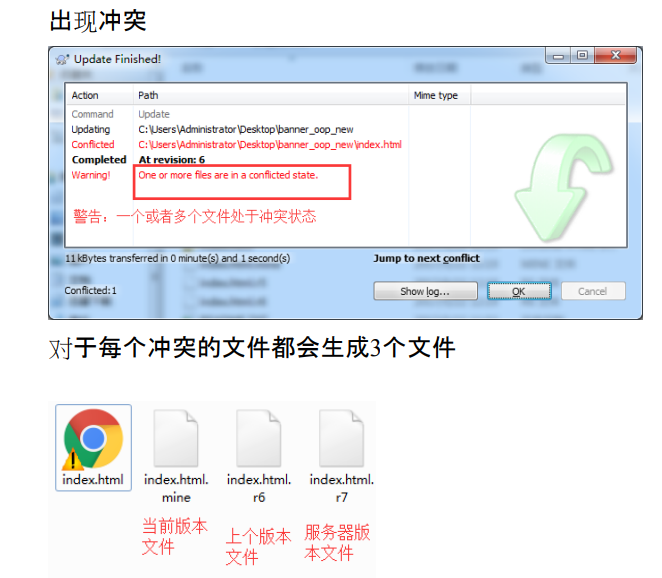 出现冲突
Update Finished!
Action Path Mime type
Command Update
Updating C:\Users\Administrator\Desktop\banner_oop_new
Conflicted C:\Users\Administrator\Desktop\banner_oop_new\index.html
Completed At revision: 6
Warning! One or more files are in a conflicted state.
警告：一个或者多个文件处于冲突状态
11 kBytes transferred in 0 minute(s) and 1 second(s) Jump to next conflict
Conflicted:1 Show log... OK Cancel
对于每个冲突的文件都会生成3个文件
index.html index.html. index.html. index.html.
mine r6 r7
当前版本 上个版本 服务器版
文件 文件 本文件